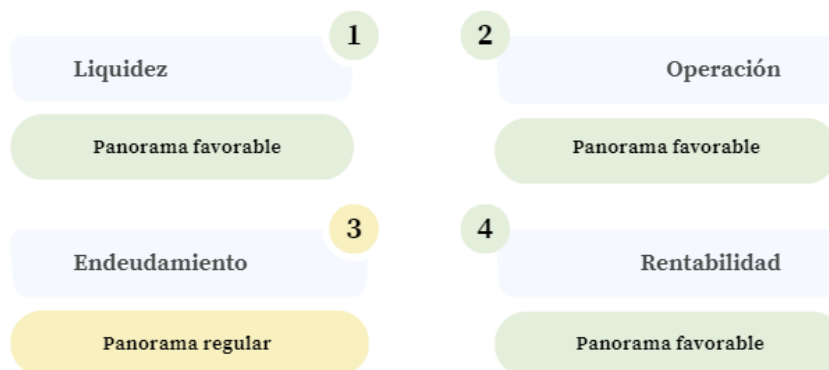 1
Liquidez
Panorama favorable
2
Operación
Panorama favorable
3
Endeudamiento
Panorama regular
4
Rentabilidad
Panorama favorable